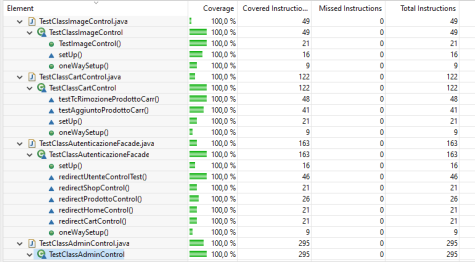 Element Coverage Covered Instructio... Missed Instructions Total Instructions
TestClassImageControl.java 100,0 % 49 0 49
TestClassImageControl 100,0 % 49 0 49
TestImageControl() 100,0 % 21 0 21
setUp() 100,0 % 16 0 16
oneWaySetup() 100,0 % 9 0 9
TestClassCartControl.java 100,0 % 122 0 122
TestClassCartControl 100,0 % 122 0 122
testTcRimozioneProdottoCarr() 100,0 % 48 0 48
testAggiuntoProdottoCarr() 100,0 % 41 0 41
setUp() 100,0 % 21 0 21
oneWaySetup() 100,0 % 9 0 9
TestClassAutenticazioneFacade.java 100,0 % 163 0 163
TestClassAutenticazioneFacade 100,0 % 163 0 163
setUp() 100,0 % 16 0 16
redirectUtenteControlTest() 100,0 % 46 0 46
redirectShopControl() 100,0 % 21 0 21
redirectProdottoControl() 100,0 % 26 0 26
redirectHomeControl() 100,0 % 21 0 21
redirectCartControl() 100,0 % 21 0 21
oneWaySetup() 100,0 % 9 0 9
TestClassAdminControl.java 100,0 % 295 0 295
TestClassAdminControl 100,0 % 295 0 295